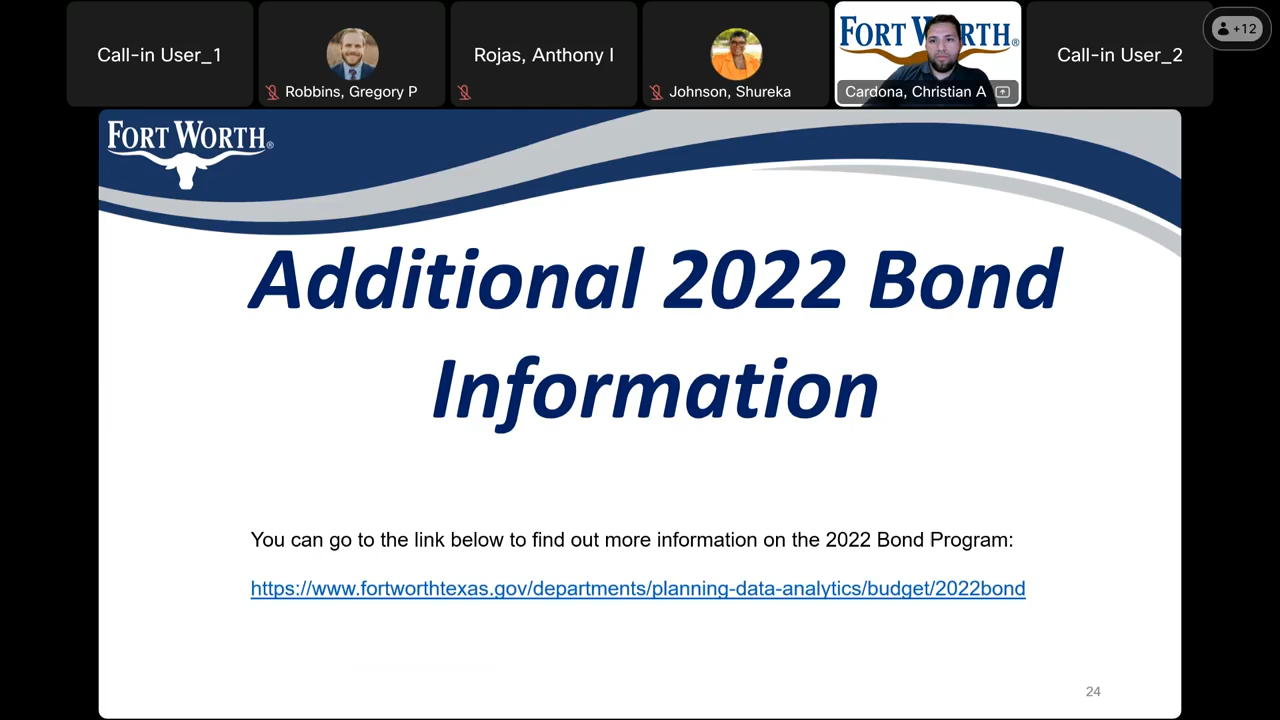 Call-in User_1
Robbins, Gregory P
Rojas, Anthony I
Johnson, Shureka
FORT WORTH®
Cardona, Christian A
Call-in User_2
+12
FORT WORTH®
Additional 2022 Bond
Information
You can go to the link below to find out more information on the 2022 Bond Program:
https://www.fortworthtexas.gov/departments/planning-data-analytics/budget/2022bond
24